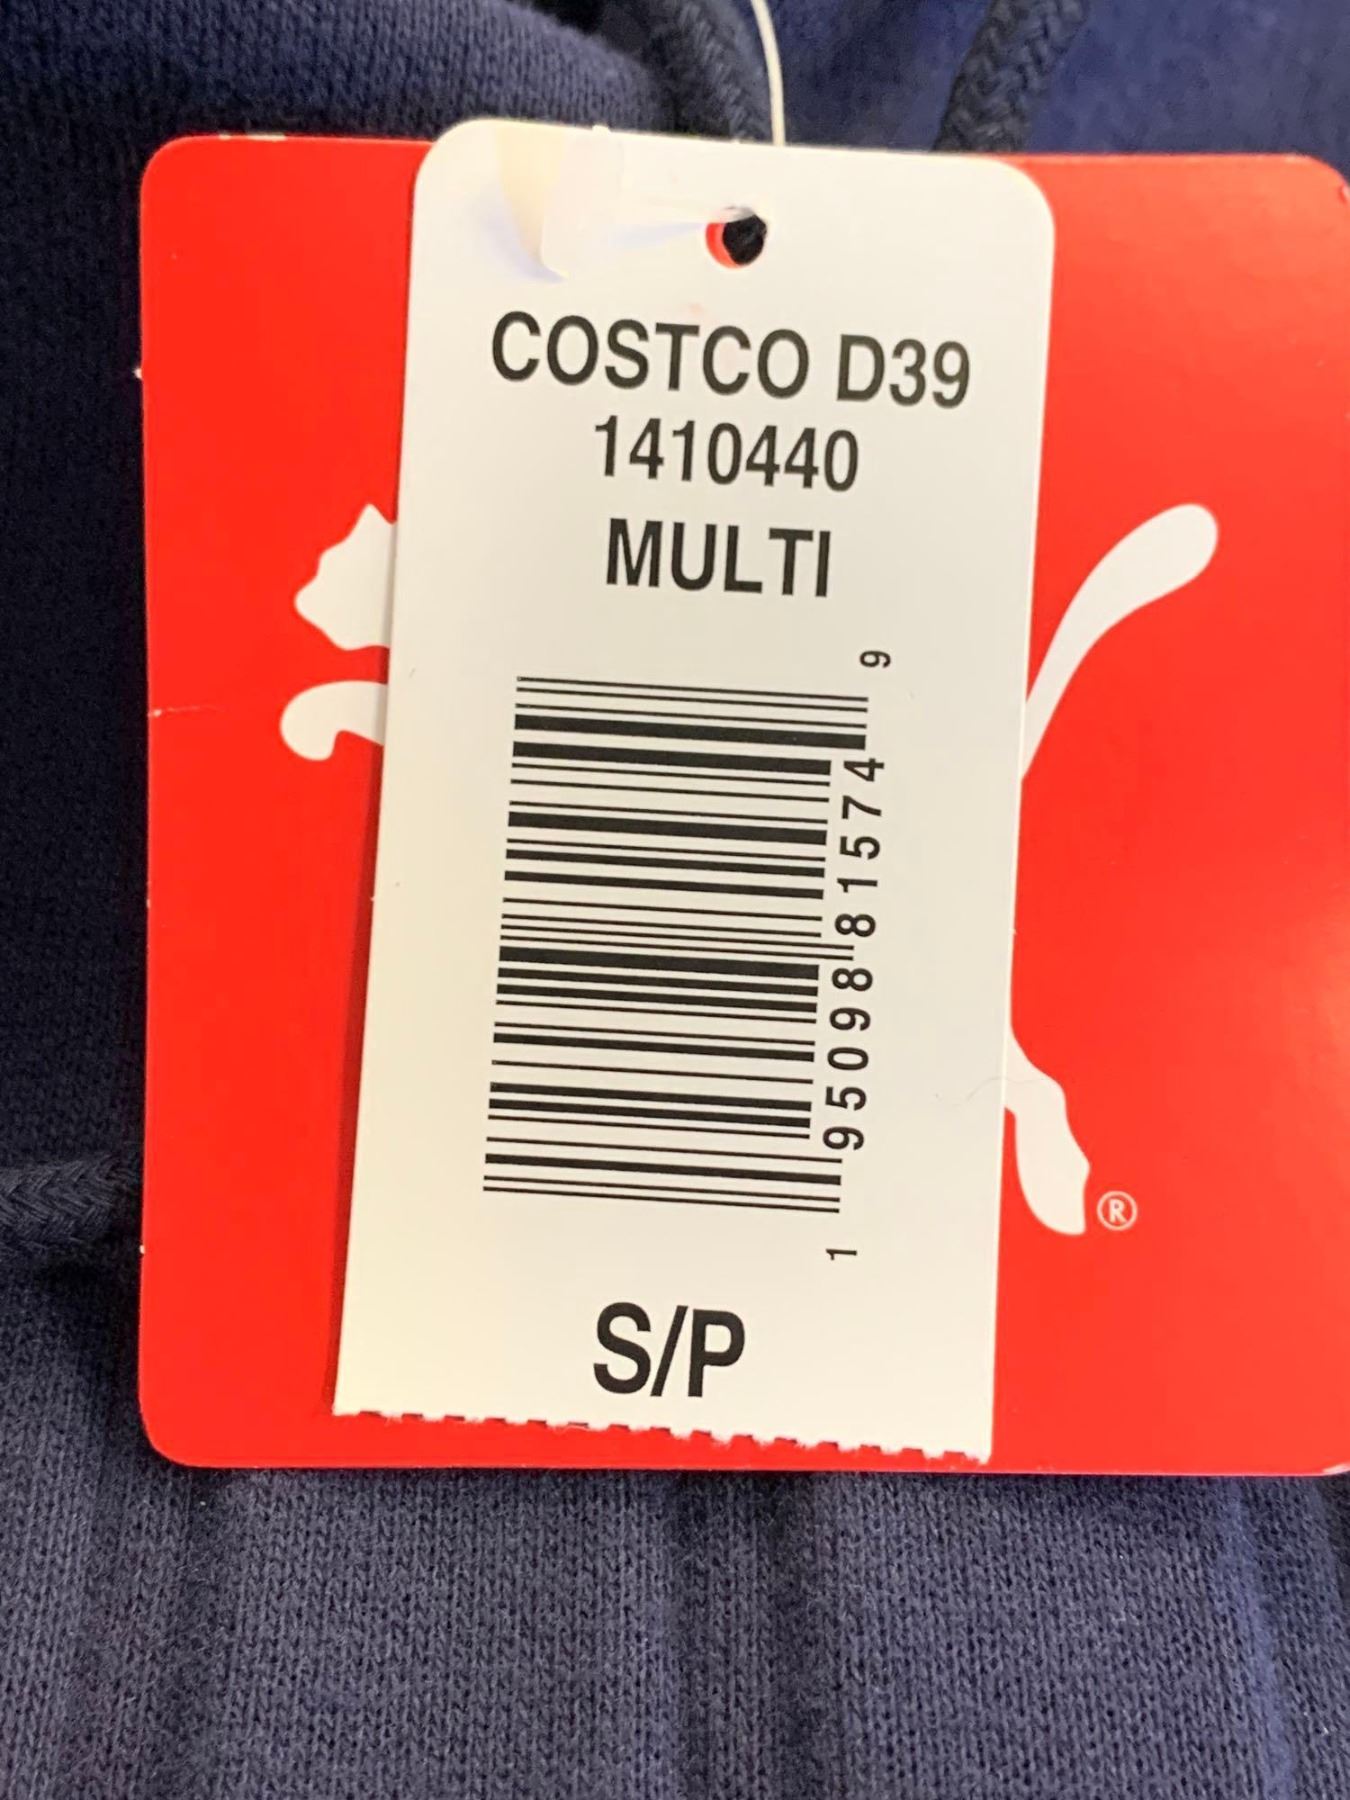 COSTCO D39
1410440
MULTI
1 95098 81574 9
S/P
®